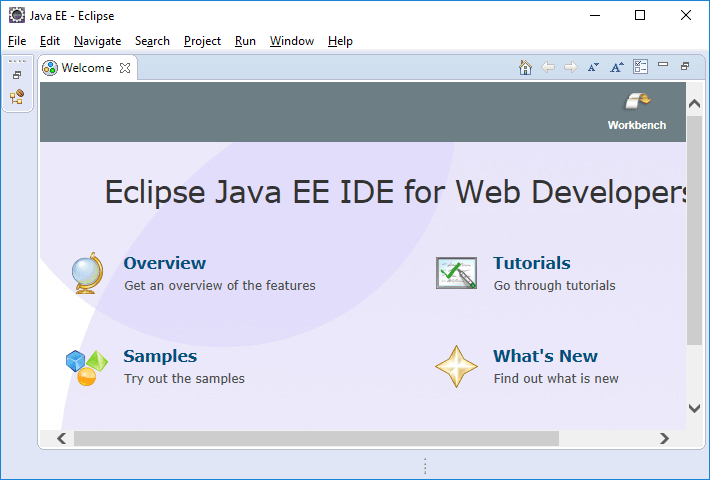 Java EE - Eclipse
File Edit Navigate Search Project Run Window Help
Welcome
Workbench
Eclipse Java EE IDE for Web Developers
Overview
Get an overview of the features
Tutorials
Go through tutorials
Samples
Try out the samples
What's New
Find out what is new